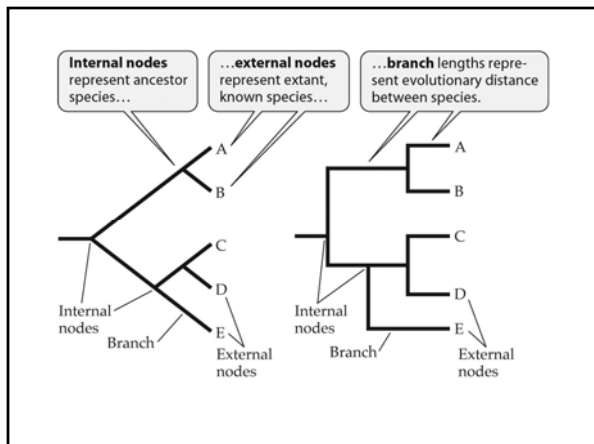 Internal nodes
represent ancestor
species…
…external nodes
represent extant,
known species…
…branch lengths repre-
sent evolutionary distance
between species.
A
B
C
D
E
Internal
nodes
Branch
External
nodes
A
B
C
D
E
Internal
nodes
Branch
External
nodes